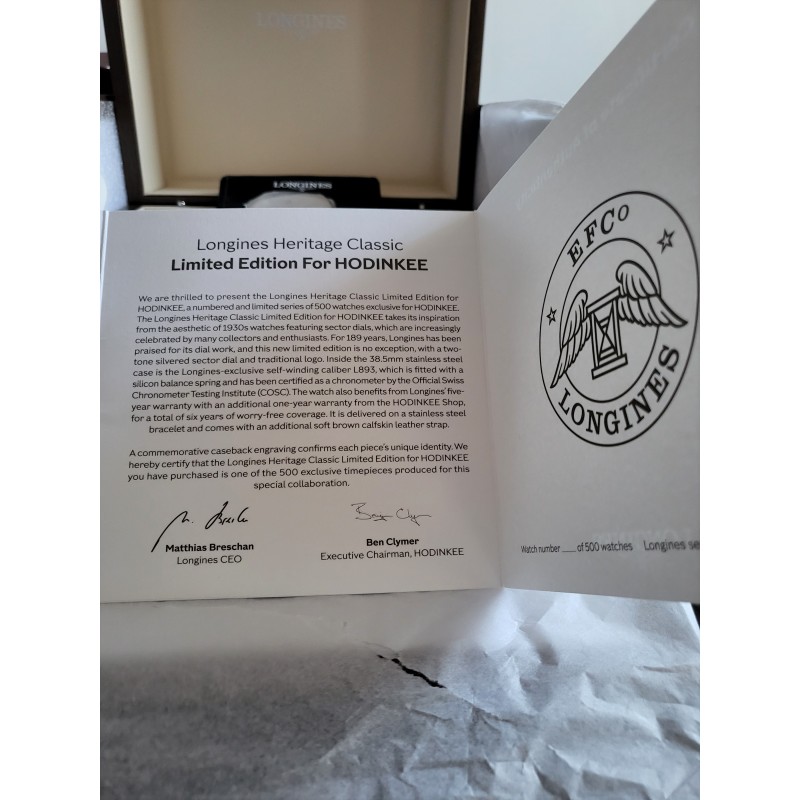 LONGINES
LONGINES
Longines Heritage Classic
Limited Edition For HODINKEE
We are thrilled to present the Longines Heritage Classic Limited Edition for
HODINKEE, a numbered and limited series of 500 watches exclusive for HODINKEE.
The Longines Heritage Classic Limited Edition for HODINKEE takes its inspiration
from the aesthetic of 1930s watches featuring sector dials, which are increasingly
celebrated by many collectors and enthusiasts. For 189 years, Longines has been
praised for its dial work, and this new limited edition is no exception, with a two-
tone silvered sector dial and traditional logo. Inside the 38.5mm stainless steel
case is the Longines-exclusive self-winding caliber L893, which is fitted with a
silicon balance spring and has been certified as a chronometer by the Official Swiss
Chronometer Testing Institute (COSC). The watch also benefits from Longines' five-
year warranty with an additional one-year warranty from the HODINKEE Shop,
for a total of six years of worry-free coverage. It is delivered on a stainless steel
bracelet and comes with an additional soft brown calfskin leather strap.
A commemorative caseback engraving confirms each piece's unique identity. We
hereby certify that the Longines Heritage Classic Limited Edition for HODINKEE
you have purchased is one of the 500 exclusive timepieces produced for this
special collaboration.
Matthias Breschan
Longines CEO
Ben Clymer
Executive Chairman, HODINKEE
EFCo
LONGINES
Watch number ___ of 500 watches Longines se